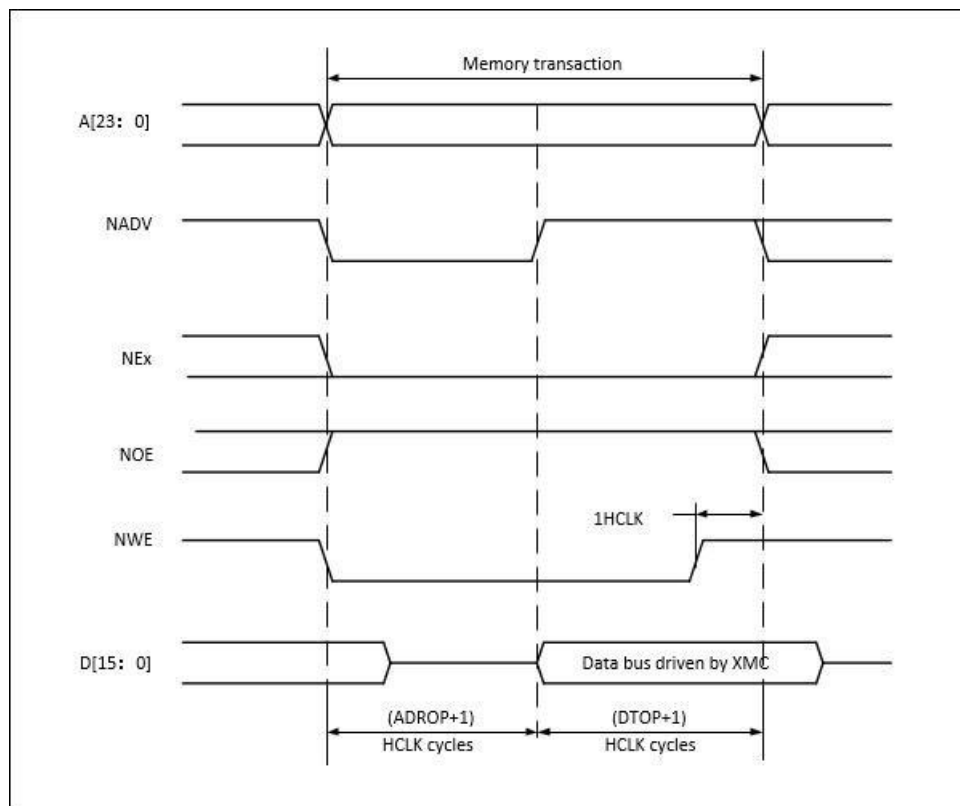 Memory transaction
A[23: 0]
NADV
NEx
NOE
1HCLK
NWE
D[15: 0]
Data bus driven by XMC
(ADROP+1)
HCLK cycles
(DTOP+1)
HCLK cycles